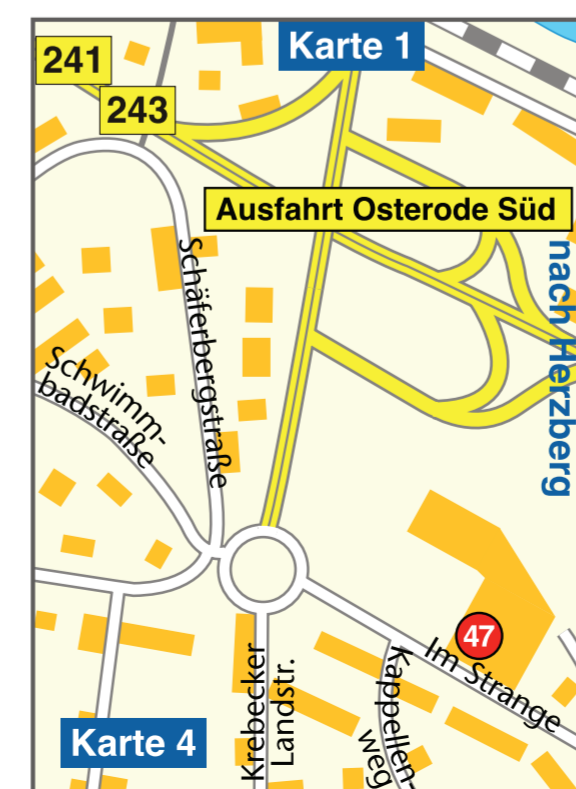 Karte 1
241
243
Ausfahrt Osterode Süd
nach Herzberg
Schäferbergstraße
Schwimm-
badstraße
47
Im Strange
Krebecker
Landstr.
Kappellen-
weg
Karte 4